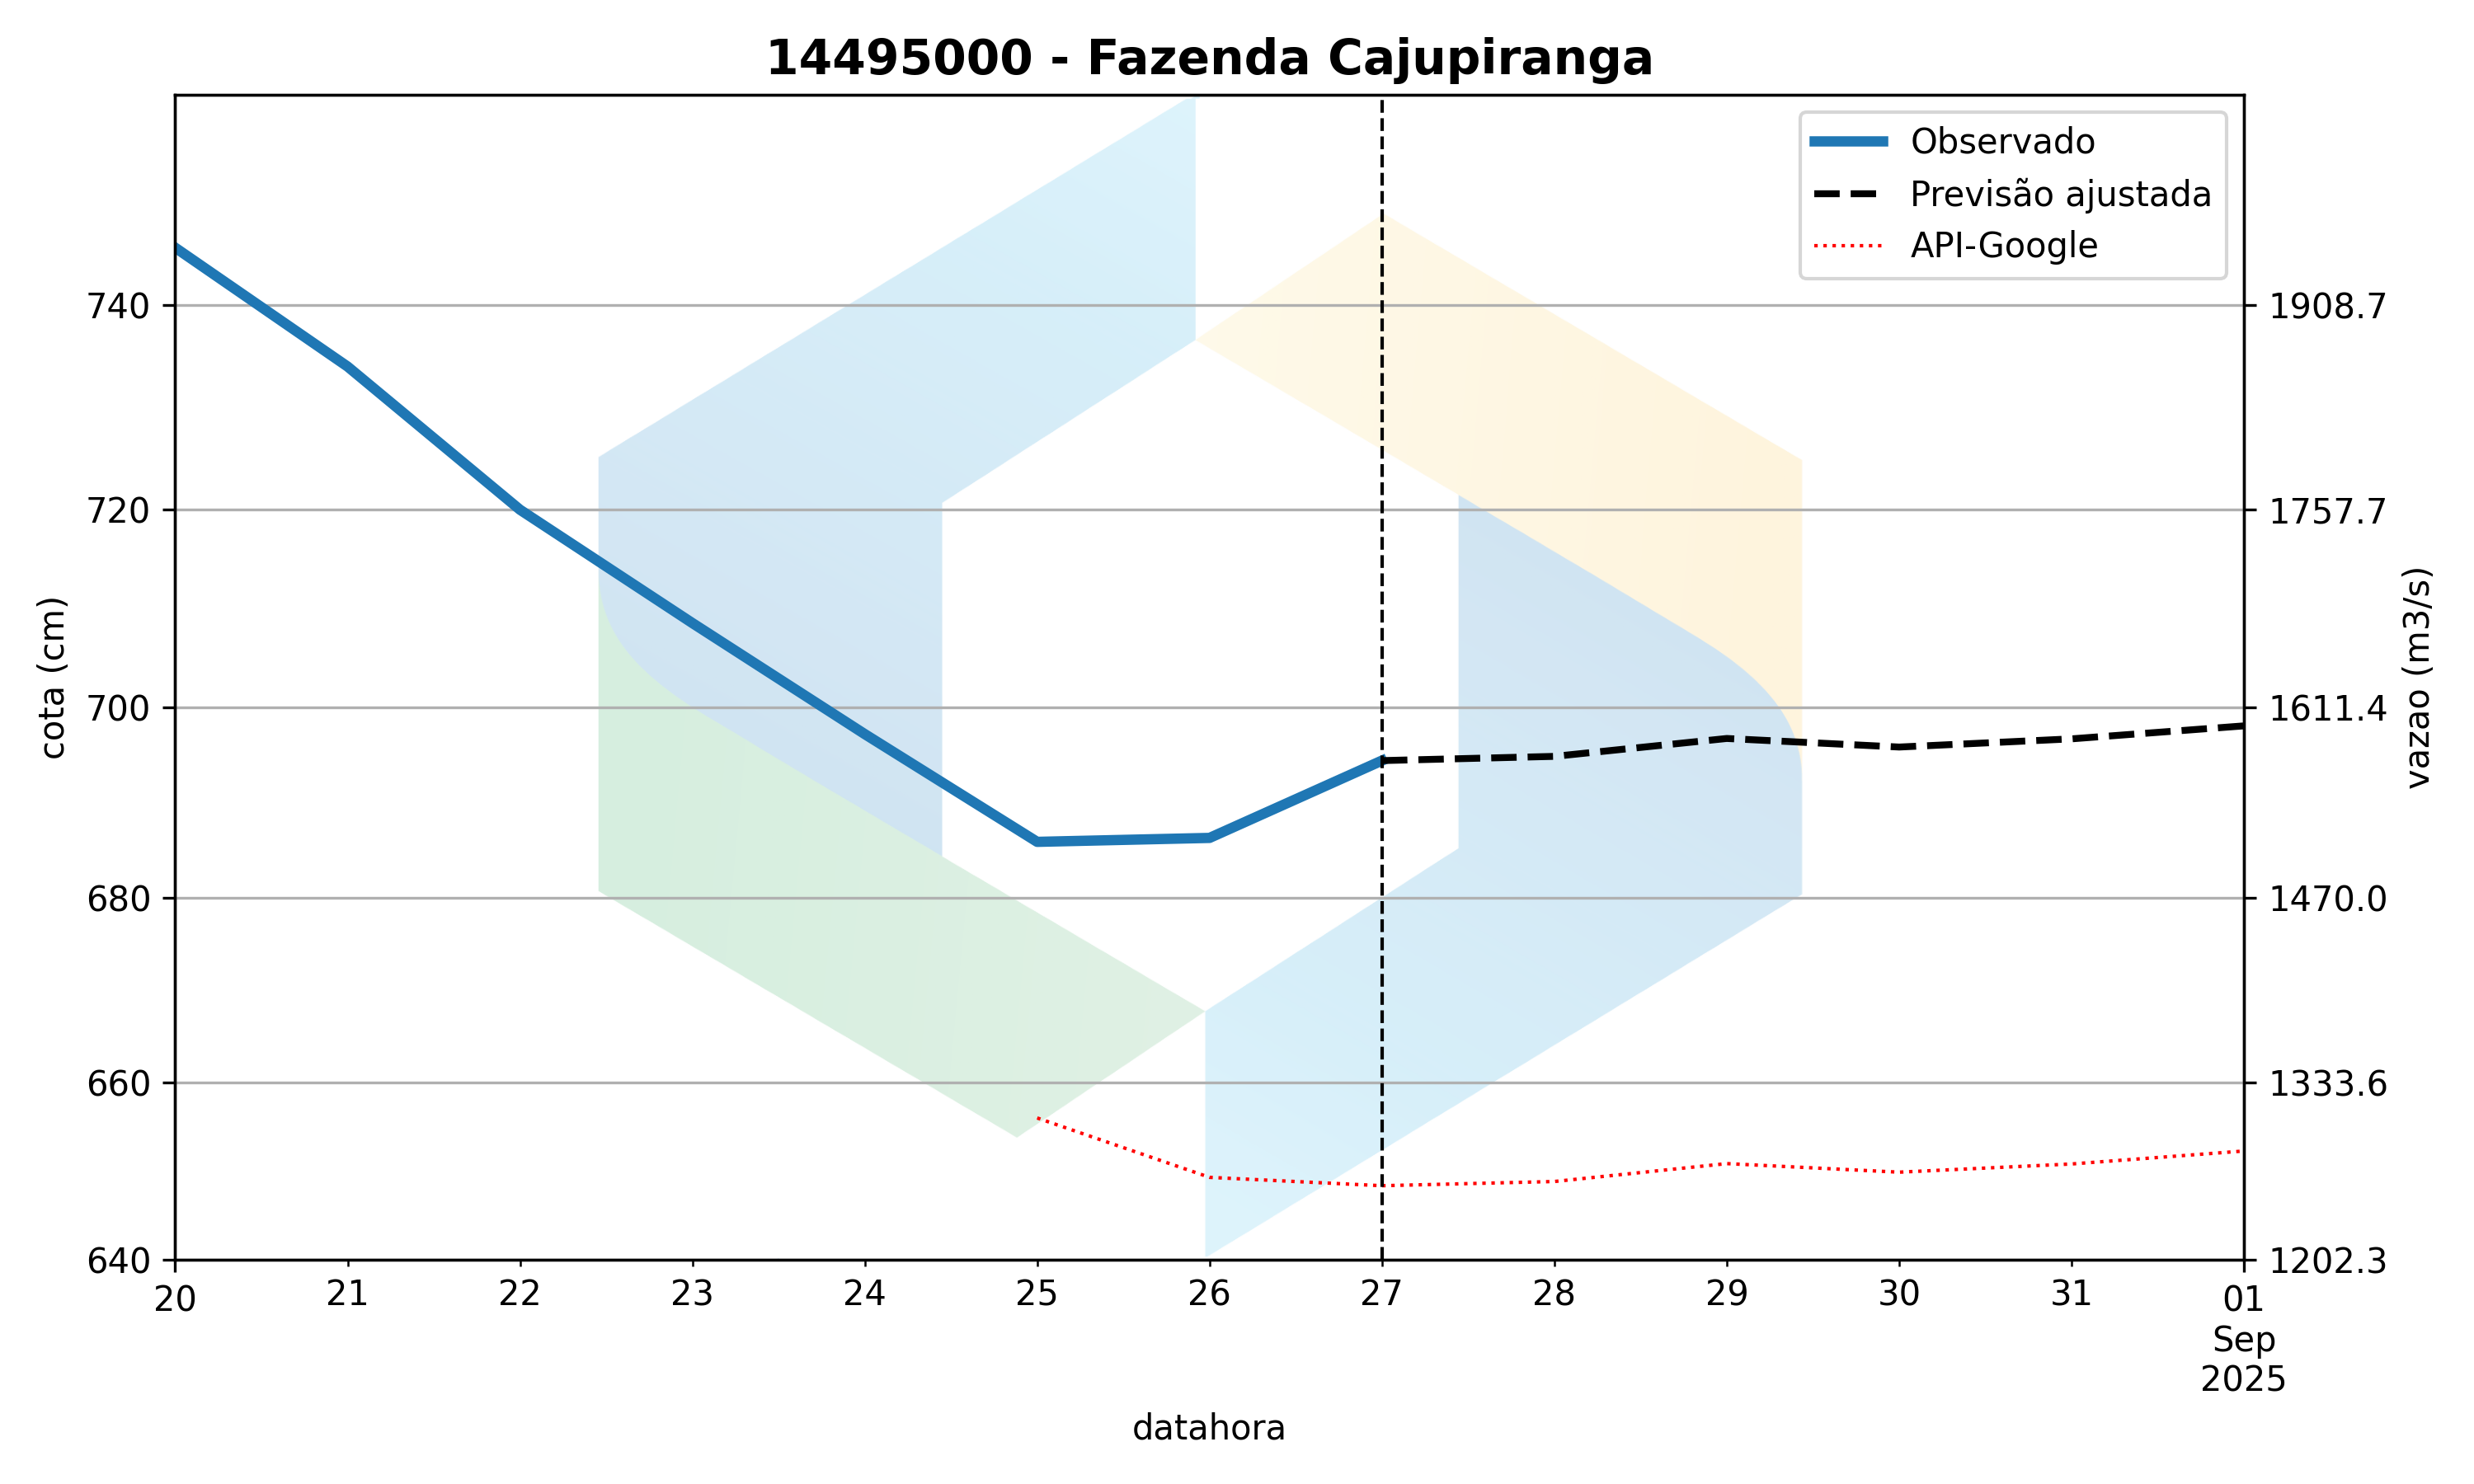 14495000 - Fazenda Cajupiranga
Observado
Previsão ajustada
API-Google
cota (cm)
740
720
700
680
660
640
vazao (m3/s)
1908.7
1757.7
1611.4
1470.0
1333.6
1202.3
20 21 22 23 24 25 26 27 28 29 30 31 01
Sep
2025
datahora